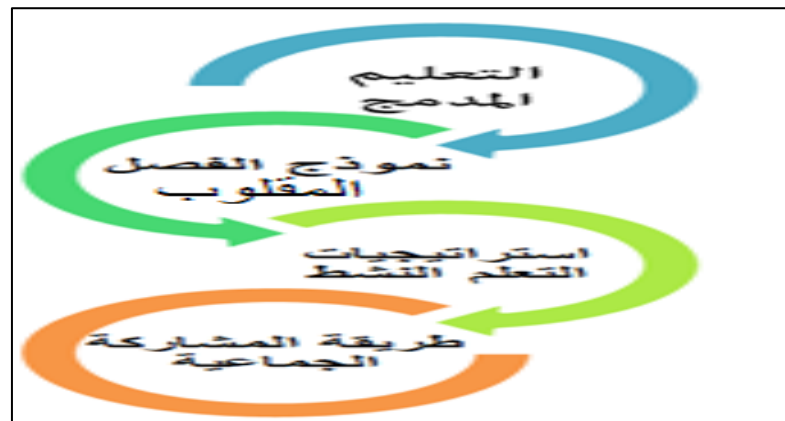 التعليم
المدمج
نموذج الفصل
المقلوب
استراتيجيات
التعلم النشط
طريقة المشاركة
الجماعية